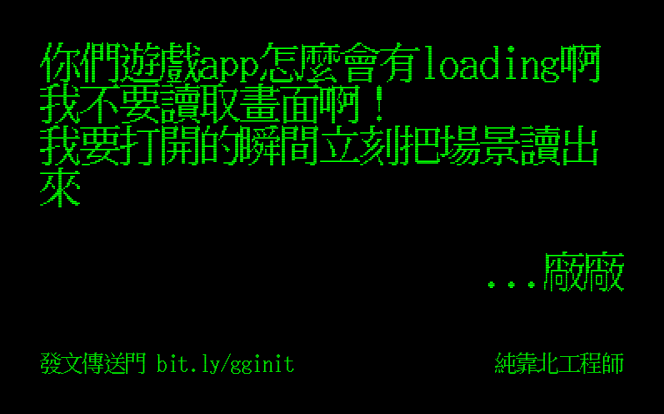 你們遊戲app怎麼會有loading啊
我不要讀取畫面啊！
我要打開的瞬間立刻把場景讀出
來
...廠廠
發文傳送門 bit.ly/gginit
純靠北工程師